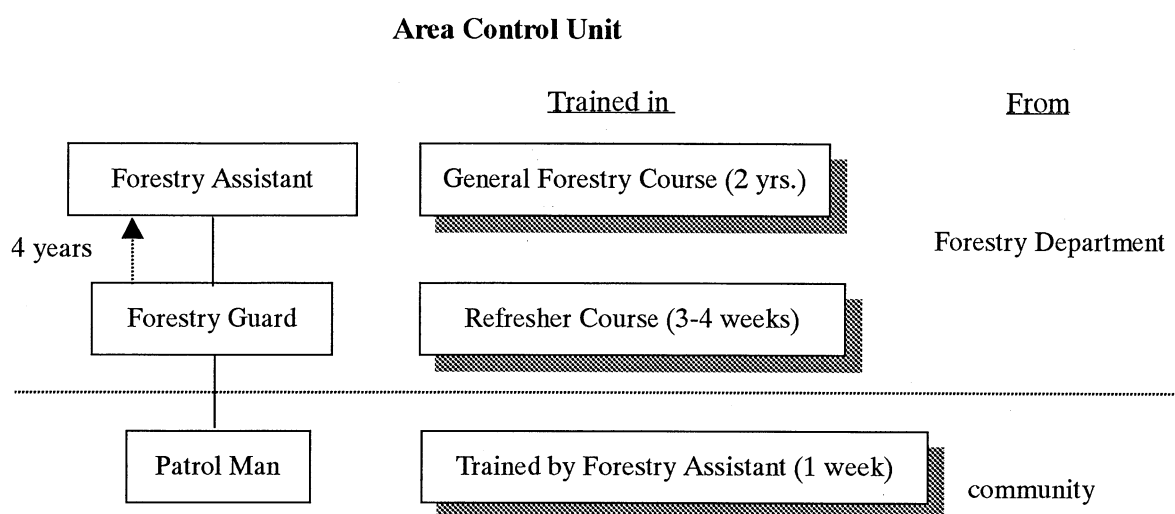 Area Control Unit
Trained in
From
Forestry Assistant
General Forestry Course (2 yrs.)
4 years
Forestry Department
Forestry Guard
Refresher Course (3-4 weeks)
Patrol Man
Trained by Forestry Assistant (1 week)
community